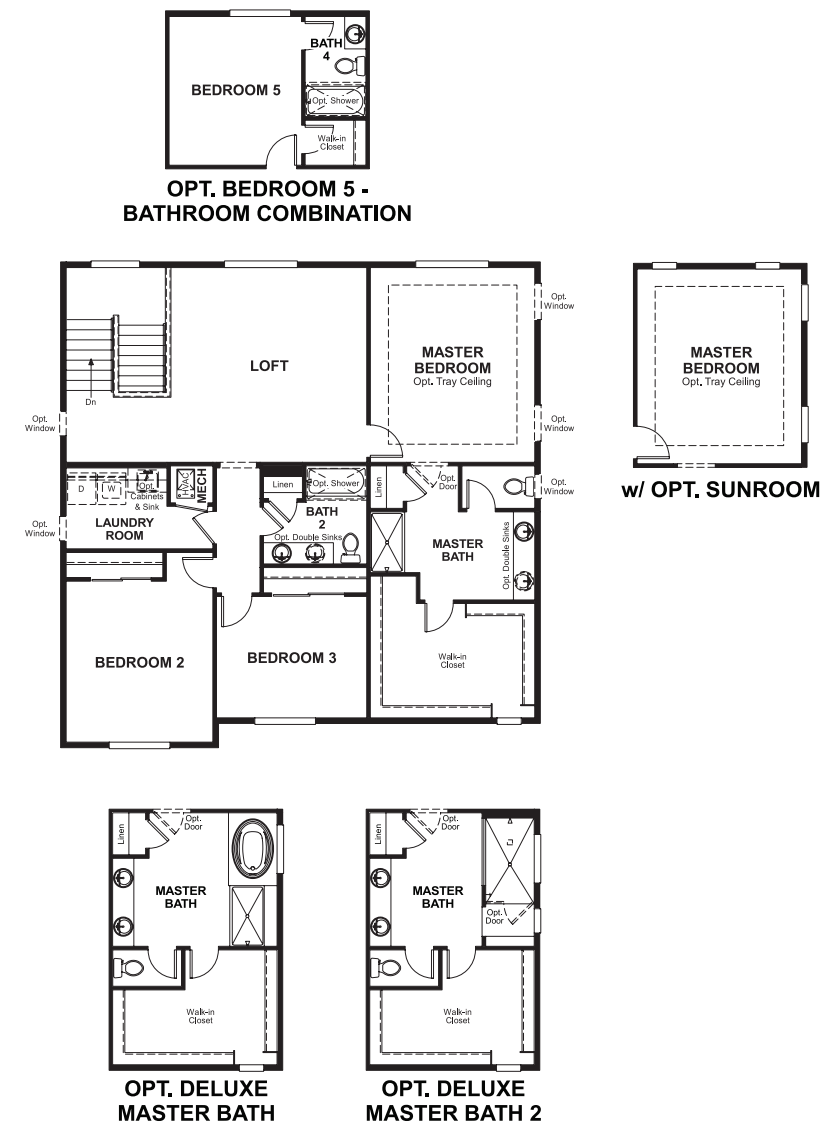 BEDROOM 5
BATH
4
Opt. Shower
Walk-in
Closet
OPT. BEDROOM 5 -
BATHROOM COMBINATION
LOFT
Dn
Opt.
Window
MASTER
BEDROOM
Opt. Tray Ceiling
Opt.
Window
Opt.
Window
Opt.
Window
MASTER
BEDROOM
Opt. Tray Ceiling
w/ OPT. SUNROOM
D
W
Opt.
Cabinets
& Sink
HVAC
MECH
LAUNDRY
ROOM
Opt.
Window
Linen
Opt. Shower
BATH
2
Opt. Double Sinks
Linen
Opt.
Door
MASTER
BATH
Opt. Double Sinks
BEDROOM 2
BEDROOM 3
Walk-in
Closet
Linen
Opt.
Door
MASTER
BATH
Walk-in
Closet
OPT. DELUXE
MASTER BATH
Linen
Opt.
Door
MASTER
BATH
Opt.
Door
Walk-in
Closet
OPT. DELUXE
MASTER BATH 2